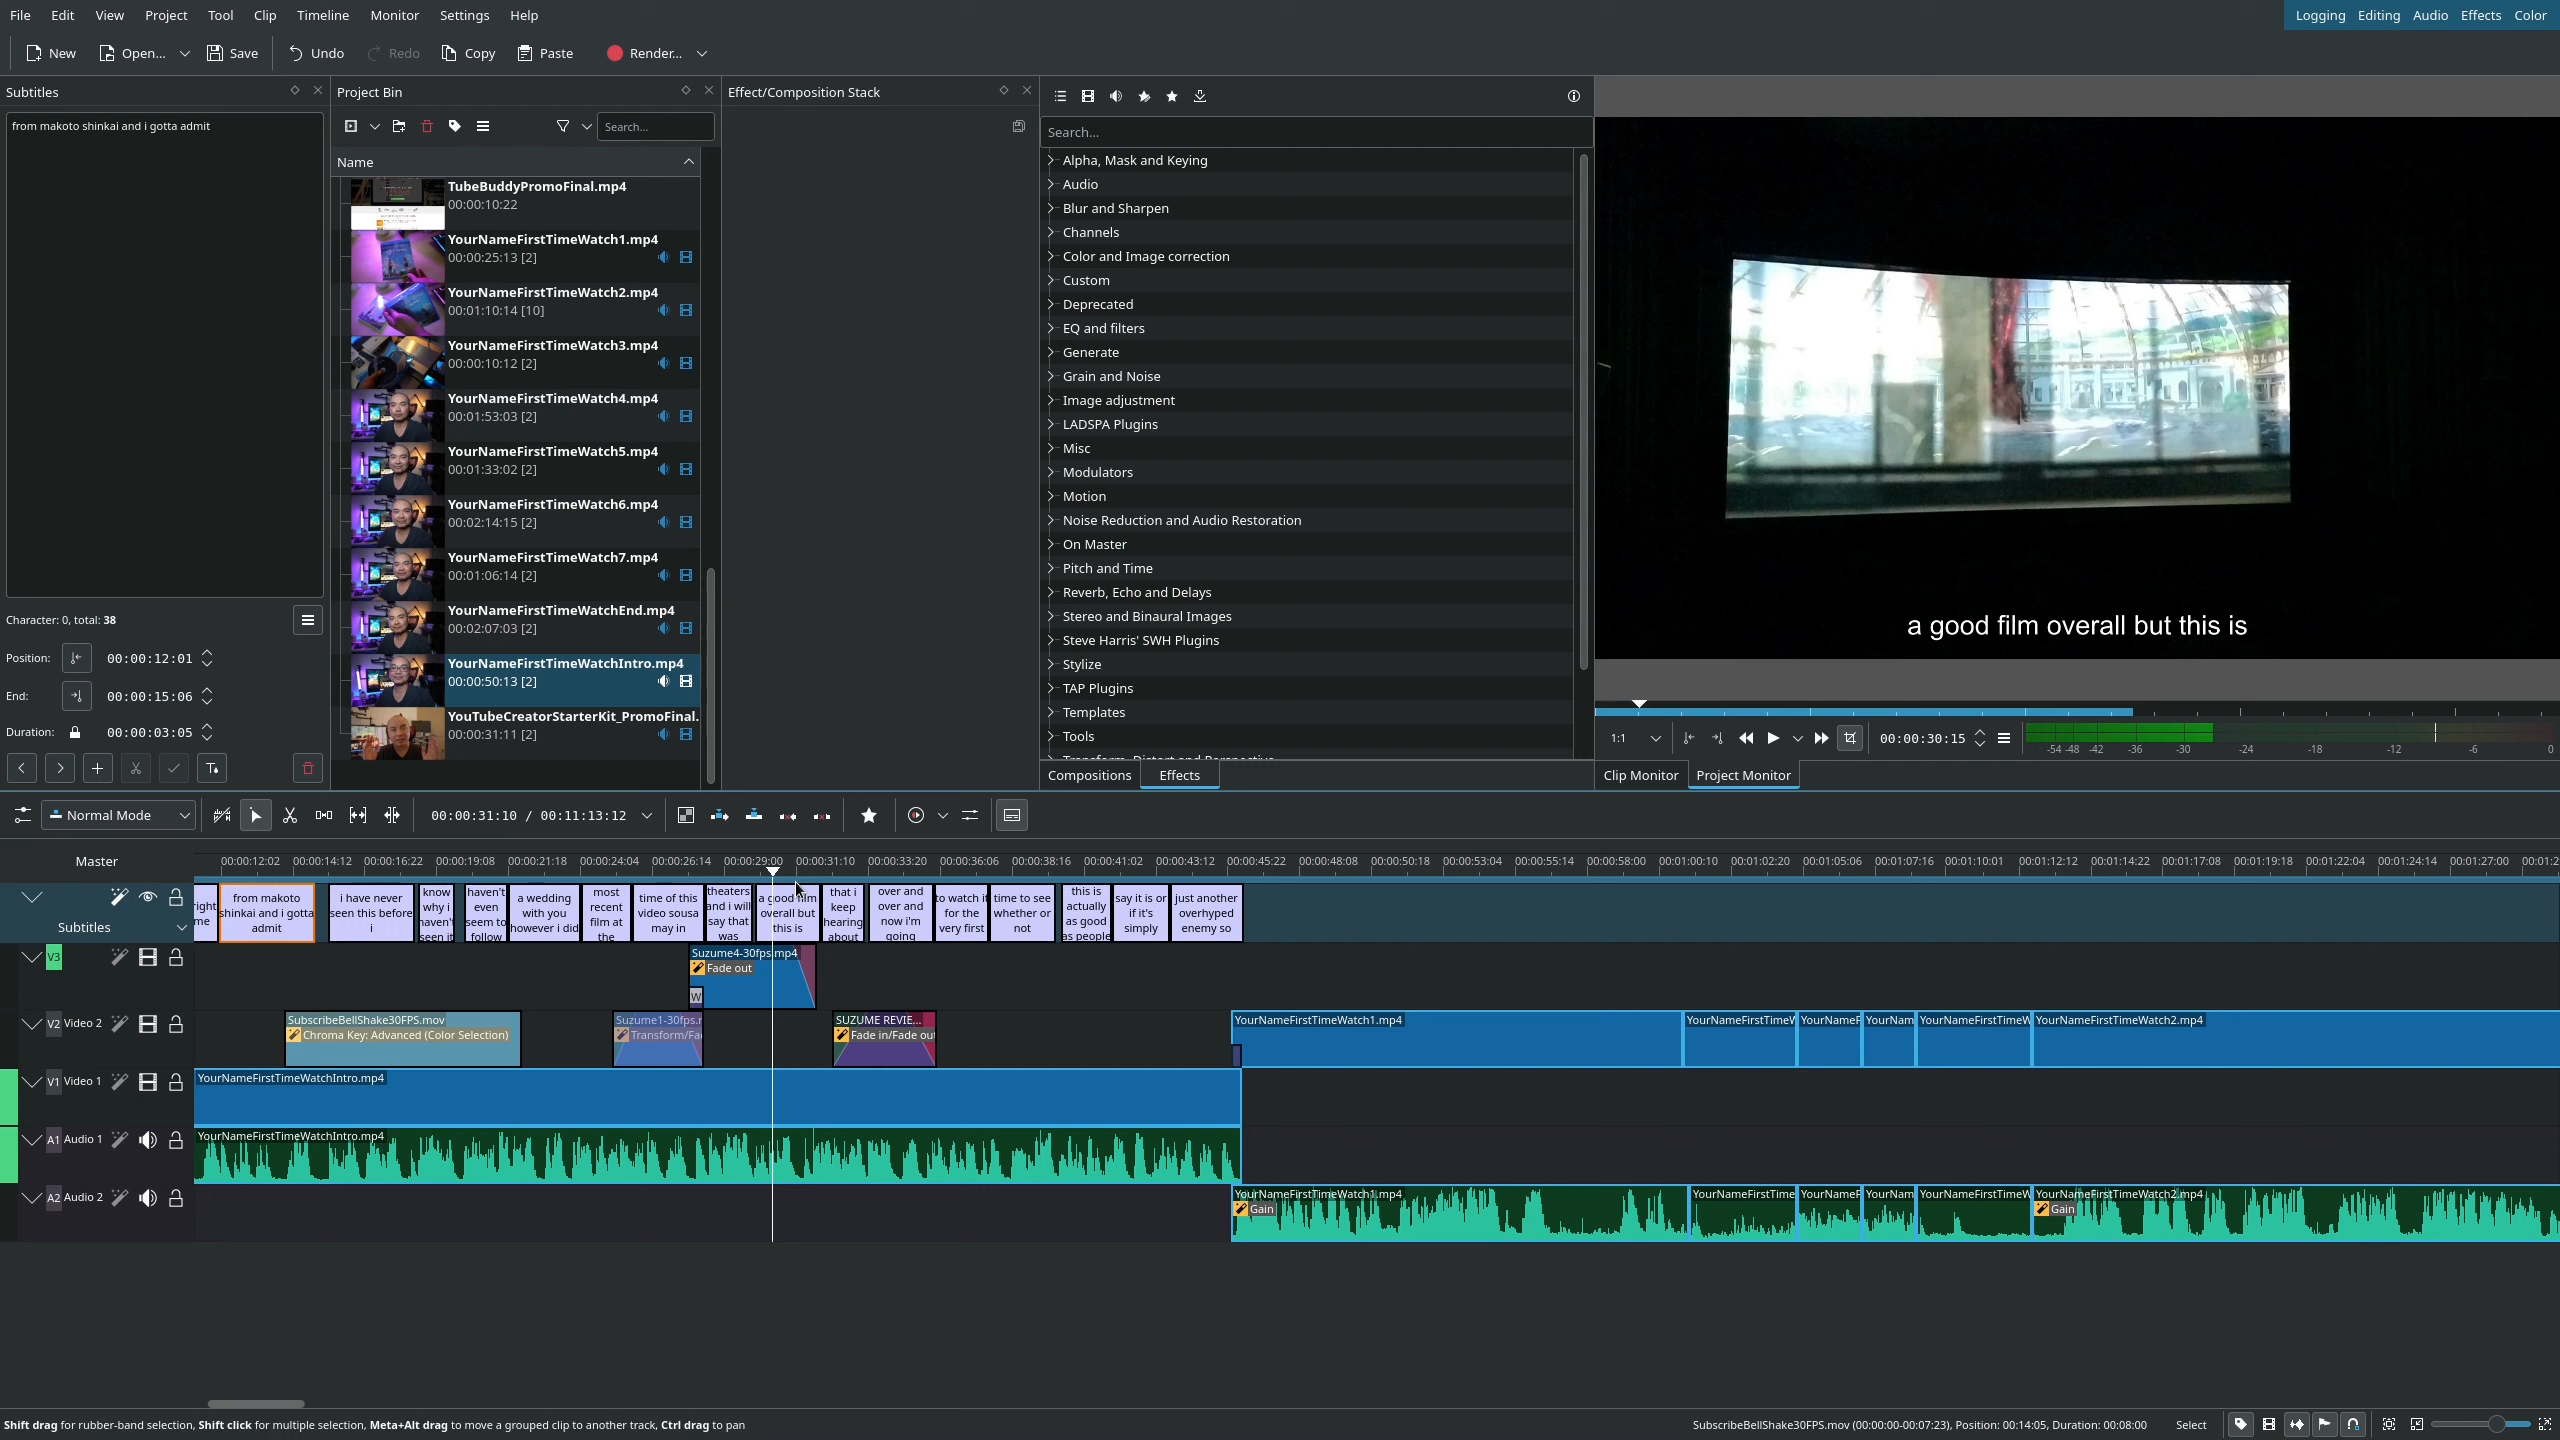 File Edit View Project Tool Clip Timeline Monitor Settings Help
Logging Editing Audio Effects Color
New Open... Save Undo Redo Copy Paste Render...
Subtitles
from makoto shinkai and i gotta admit
Character: 0, total: 38
Position: 00:00:12:01
End: 00:00:15:06
Duration: 00:00:03:05
Project Bin
Search...
Name
TubeBuddyPromoFinal.mp4
00:00:10:22
YourNameFirstTimeWatch1.mp4
00:00:25:13 [2]
YourNameFirstTimeWatch2.mp4
00:01:10:14 [10]
YourNameFirstTimeWatch3.mp4
00:00:10:12 [2]
YourNameFirstTimeWatch4.mp4
00:01:53:03 [2]
YourNameFirstTimeWatch5.mp4
00:01:33:02 [2]
YourNameFirstTimeWatch6.mp4
00:02:14:15 [2]
YourNameFirstTimeWatch7.mp4
00:01:06:14 [2]
YourNameFirstTimeWatchEnd.mp4
00:02:07:03 [2]
YourNameFirstTimeWatchIntro.mp4
00:00:50:13 [2]
YouTubeCreatorStarterKit_PromoFinal.
00:00:31:11 [2]
Effect/Composition Stack
Search...
Alpha, Mask and Keying
Audio
Blur and Sharpen
Channels
Color and Image correction
Custom
Deprecated
EQ and filters
Generate
Grain and Noise
Image adjustment
LADSPA Plugins
Misc
Modulators
Motion
Noise Reduction and Audio Restoration
On Master
Pitch and Time
Reverb, Echo and Delays
Stereo and Binaural Images
Steve Harris' SWH Plugins
Stylize
TAP Plugins
Templates
Tools
Compositions Effects
a good film overall but this is
1:1 00:00:30:15
-54 -48 -42 -36 -30 -24 -18 -12 -6 0
Clip Monitor Project Monitor
Normal Mode 00:00:31:10 / 00:11:13:12
Master
00:00:12:02 00:00:14:12 00:00:16:22 00:00:19:08 00:00:21:18 00:00:24:04 00:00:26:14 00:00:29:00 00:00:31:10 00:00:33:20 00:00:36:06 00:00:38:16 00:00:41:02 00:00:43:12 00:00:45:22 00:00:48:08 00:00:50:18 00:00:53:04 00:00:55:14 00:00:58:00 00:01:00:10 00:01:02:20 00:01:05:06 00:01:07:16 00:01:10:01 00:01:12:12 00:01:14:22 00:01:17:08 00:01:19:18 00:01:22:04 00:01:24:14 00:01:27:00 00:01:2
Subtitles
right
me
from makoto
shinkai and i gotta
admit
i have never
seen this before
i
know
why i
haven't
seen it
haven't
even
seem to
follow
a wedding
with you
however i did
most
recent
film at
the
time of this
video sousa
may in
theaters
and i will
say that
was
a good film
overall but
this is
that i
keep
hearing
about
over and
over and
now i'm
going
to watch it
for the
very first
time to see
whether or
not
this is
actually
as good
as people
say it is or
if it's
simply
just another
overhyped
enemy so
V3
Suzume4-30fps.mp4
Fade out
W
V2 Video 2
SubscribeBellShake30FPS.mov
Chroma Key: Advanced (Color Selection)
Suzume1-30fps.m
Transform/Fa
SUZUME REVIE...
Fade in/Fade out
YourNameFirstTimeWatch1.mp4 YourNameFirstTimeW YourNameF YourNam YourNameFirstTimeW YourNameFirstTimeWatch2.mp4
V1 Video 1
YourNameFirstTimeWatchIntro.mp4
A1 Audio 1
YourNameFirstTimeWatchIntro.mp4
A2 Audio 2
YourNameFirstTimeWatch1.mp4 YourNameFirstTime YourNameF YourNam YourNameFirstTimeW YourNameFirstTimeWatch2.mp4
Gain Gain
Shift drag for rubber-band selection, Shift click for multiple selection, Meta+Alt drag to move a grouped clip to another track, Ctrl drag to pan
SubscribeBellShake30FPS.mov (00:00:00-00:07:23), Position: 00:14:05, Duration: 00:08:00 Select